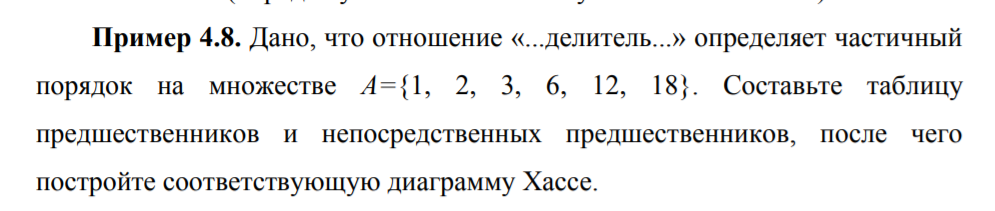 Пример 4.8. Дано, что отношение «...делитель...» определяет частичный
порядок на множестве A={1, 2, 3, 6, 12, 18}. Составьте таблицу
предшественников и непосредственных предшественников, после чего
постройте соответствующую диаграмму Хассе.